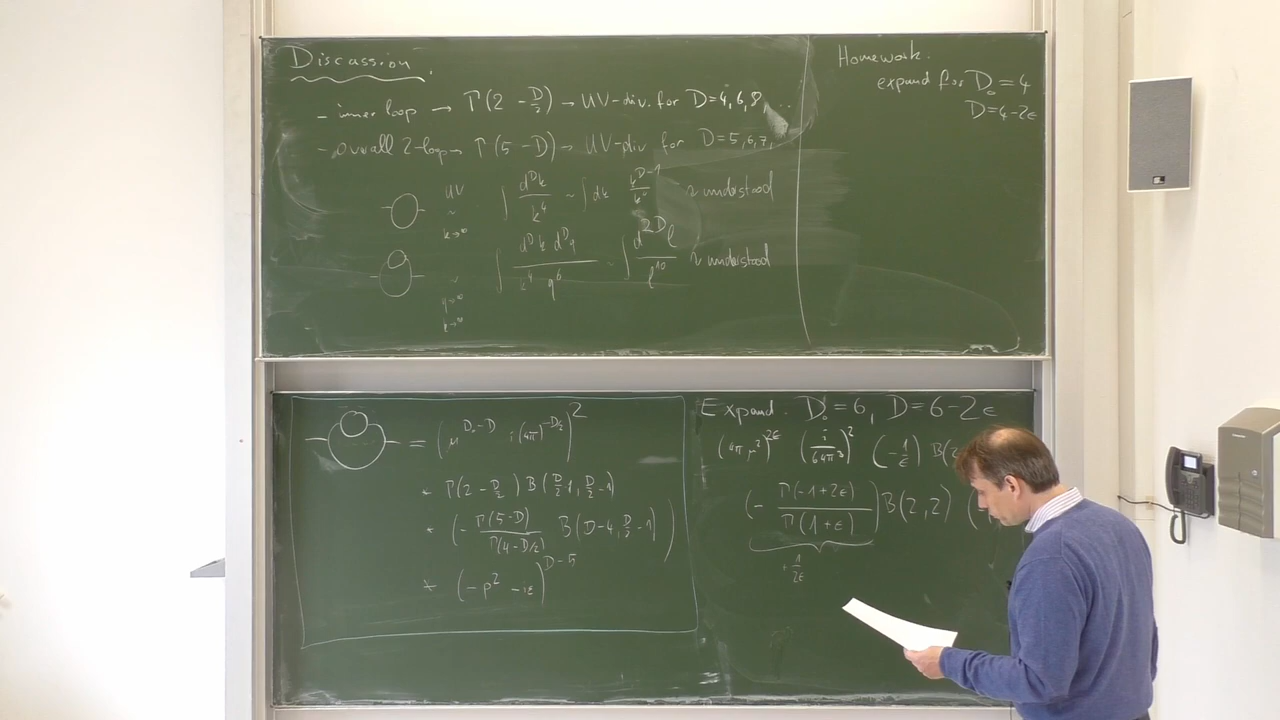 Discussion.
- inner loop → Γ(2 - D/2) → UV-div. for D=4,6,8, ...
- overall 2-loop → Γ(5-D) → UV-div for D=5,6,7,
UV ~ k→∞ ∫ d^D k / k^4 ~ ∫ dk k^{D-1} / k^4 ~ understood
~ q→∞ k→∞ ∫ d^D k d^D q / k^4 q^6 ~ ∫ d^{2D} l / l^{10} ~ understood
Homework.
expand for D₀ = 4
D = 4-2ε
= (μ^{D₀-D} i(4π)^{-D/2})^2
* Γ(2 - D/2) B(D/2-1, D/2-1)
* (- Γ(5-D) / Γ(4-D/2) B(D-4, D/2-1))
* (-p² - iε)^{D-5}
Expand. D₀ = 6, D = 6-2ε
(4πμ²)^{2ε} (i / 64π³)² (-1/ε) B(2
(- Γ(-1+2ε) / Γ(1+ε)) B(2,2) (
+ 1/2ε